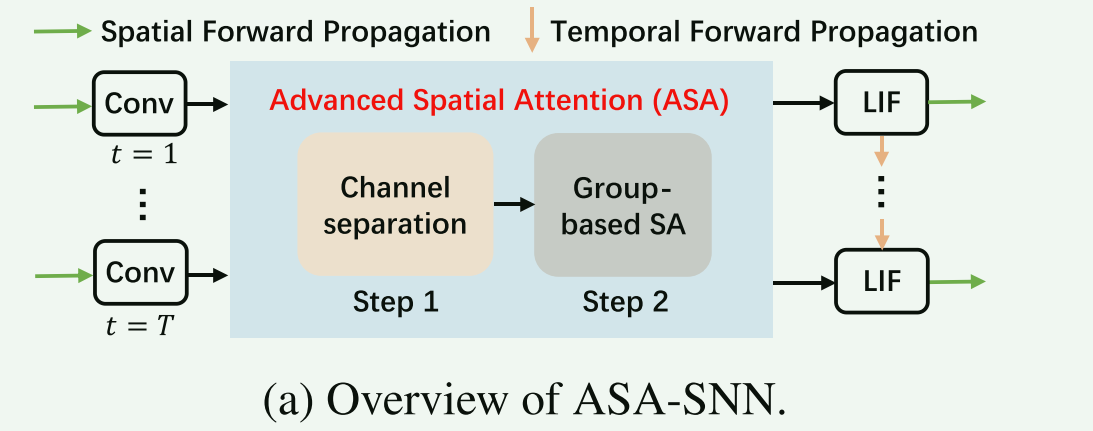 Spatial Forward Propagation
Temporal Forward Propagation
Conv
t = 1
⋮
Conv
t = T
Advanced Spatial Attention (ASA)
Channel
separation
Step 1
Group-
based SA
Step 2
LIF
⋮
LIF
(a) Overview of ASA-SNN.